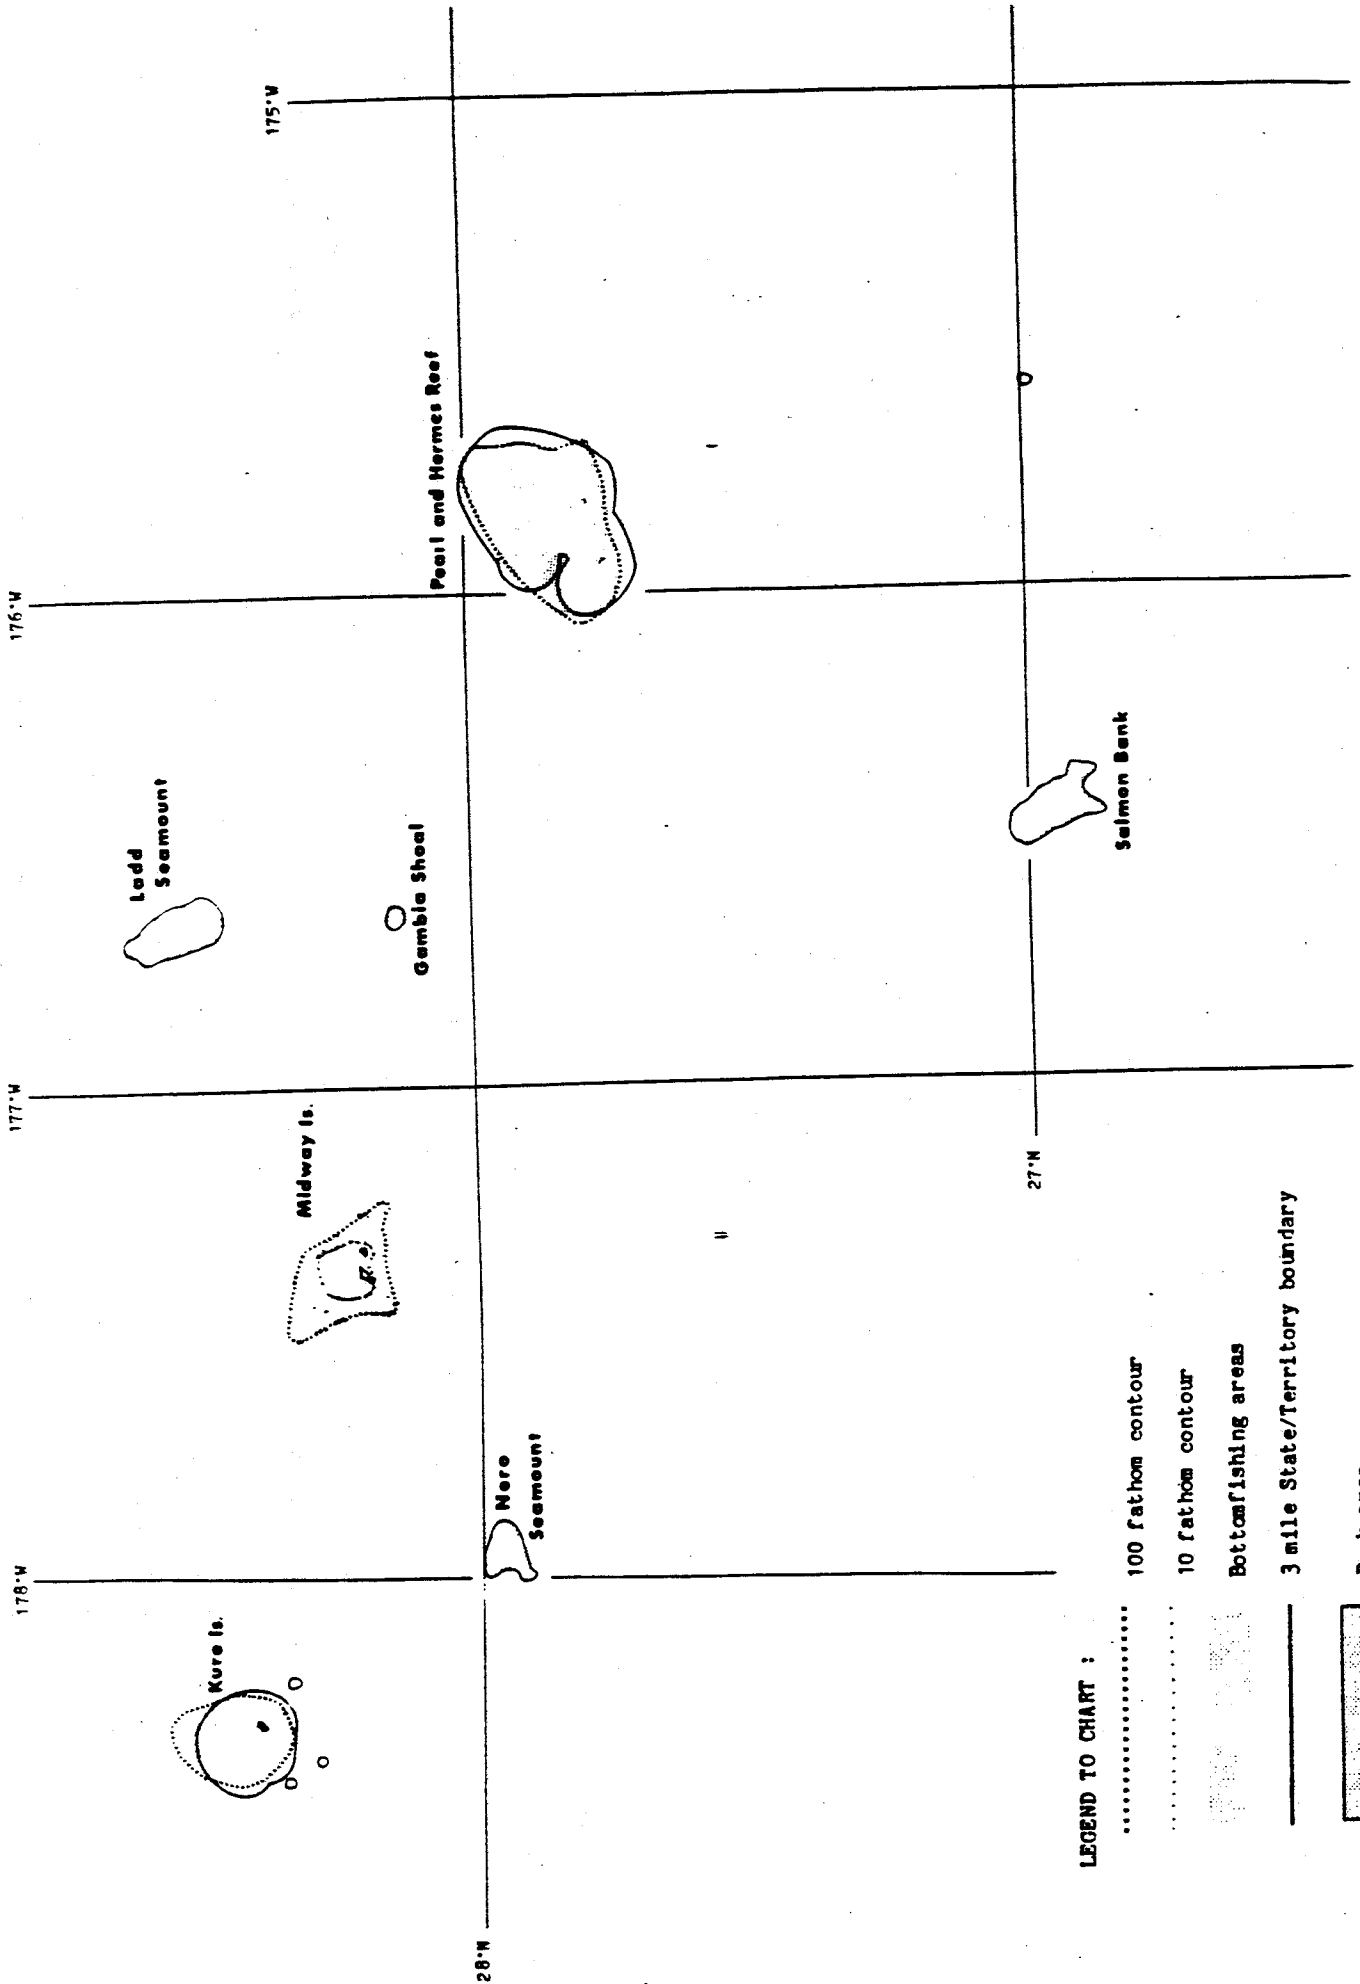 178°W
177°W
176°W
175°W
Kure Is.
Midway Is.
Ladd
Seamount
Gambia Shoal
Pearl and Hermes Reef
28°N
Nero
Seamount
27°N
Salmon Bank
LEGEND TO CHART :
100 fathom contour
10 fathom contour
Bottomfishing areas
3 mile State/Territory boundary